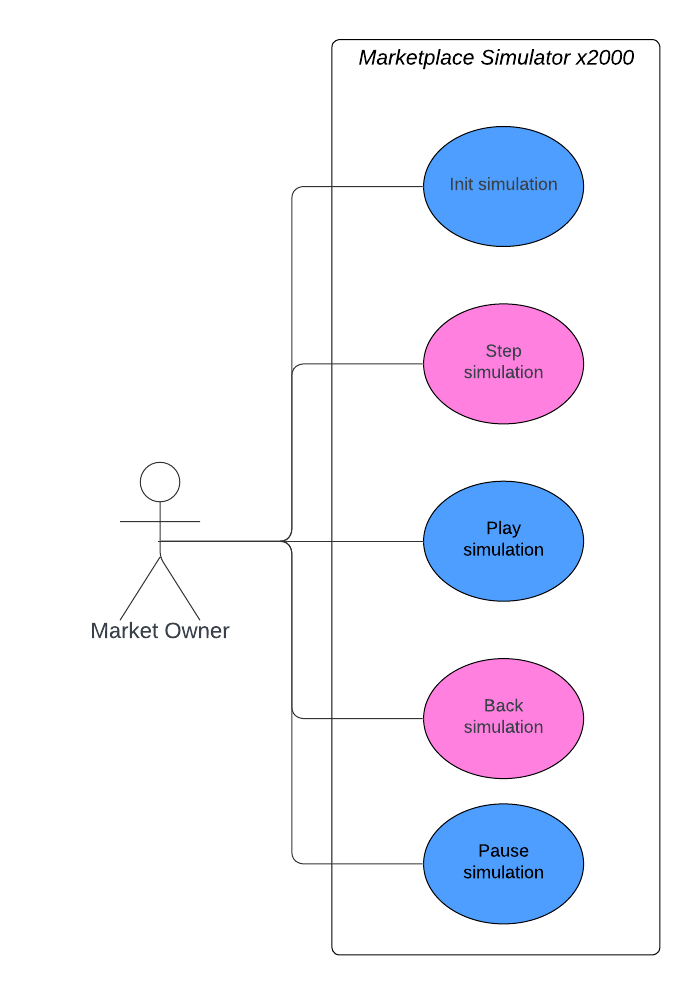 Marketplace Simulator x2000
Init simulation
Step
simulation
Play
simulation
Market Owner
Back
simulation
Pause
simulation